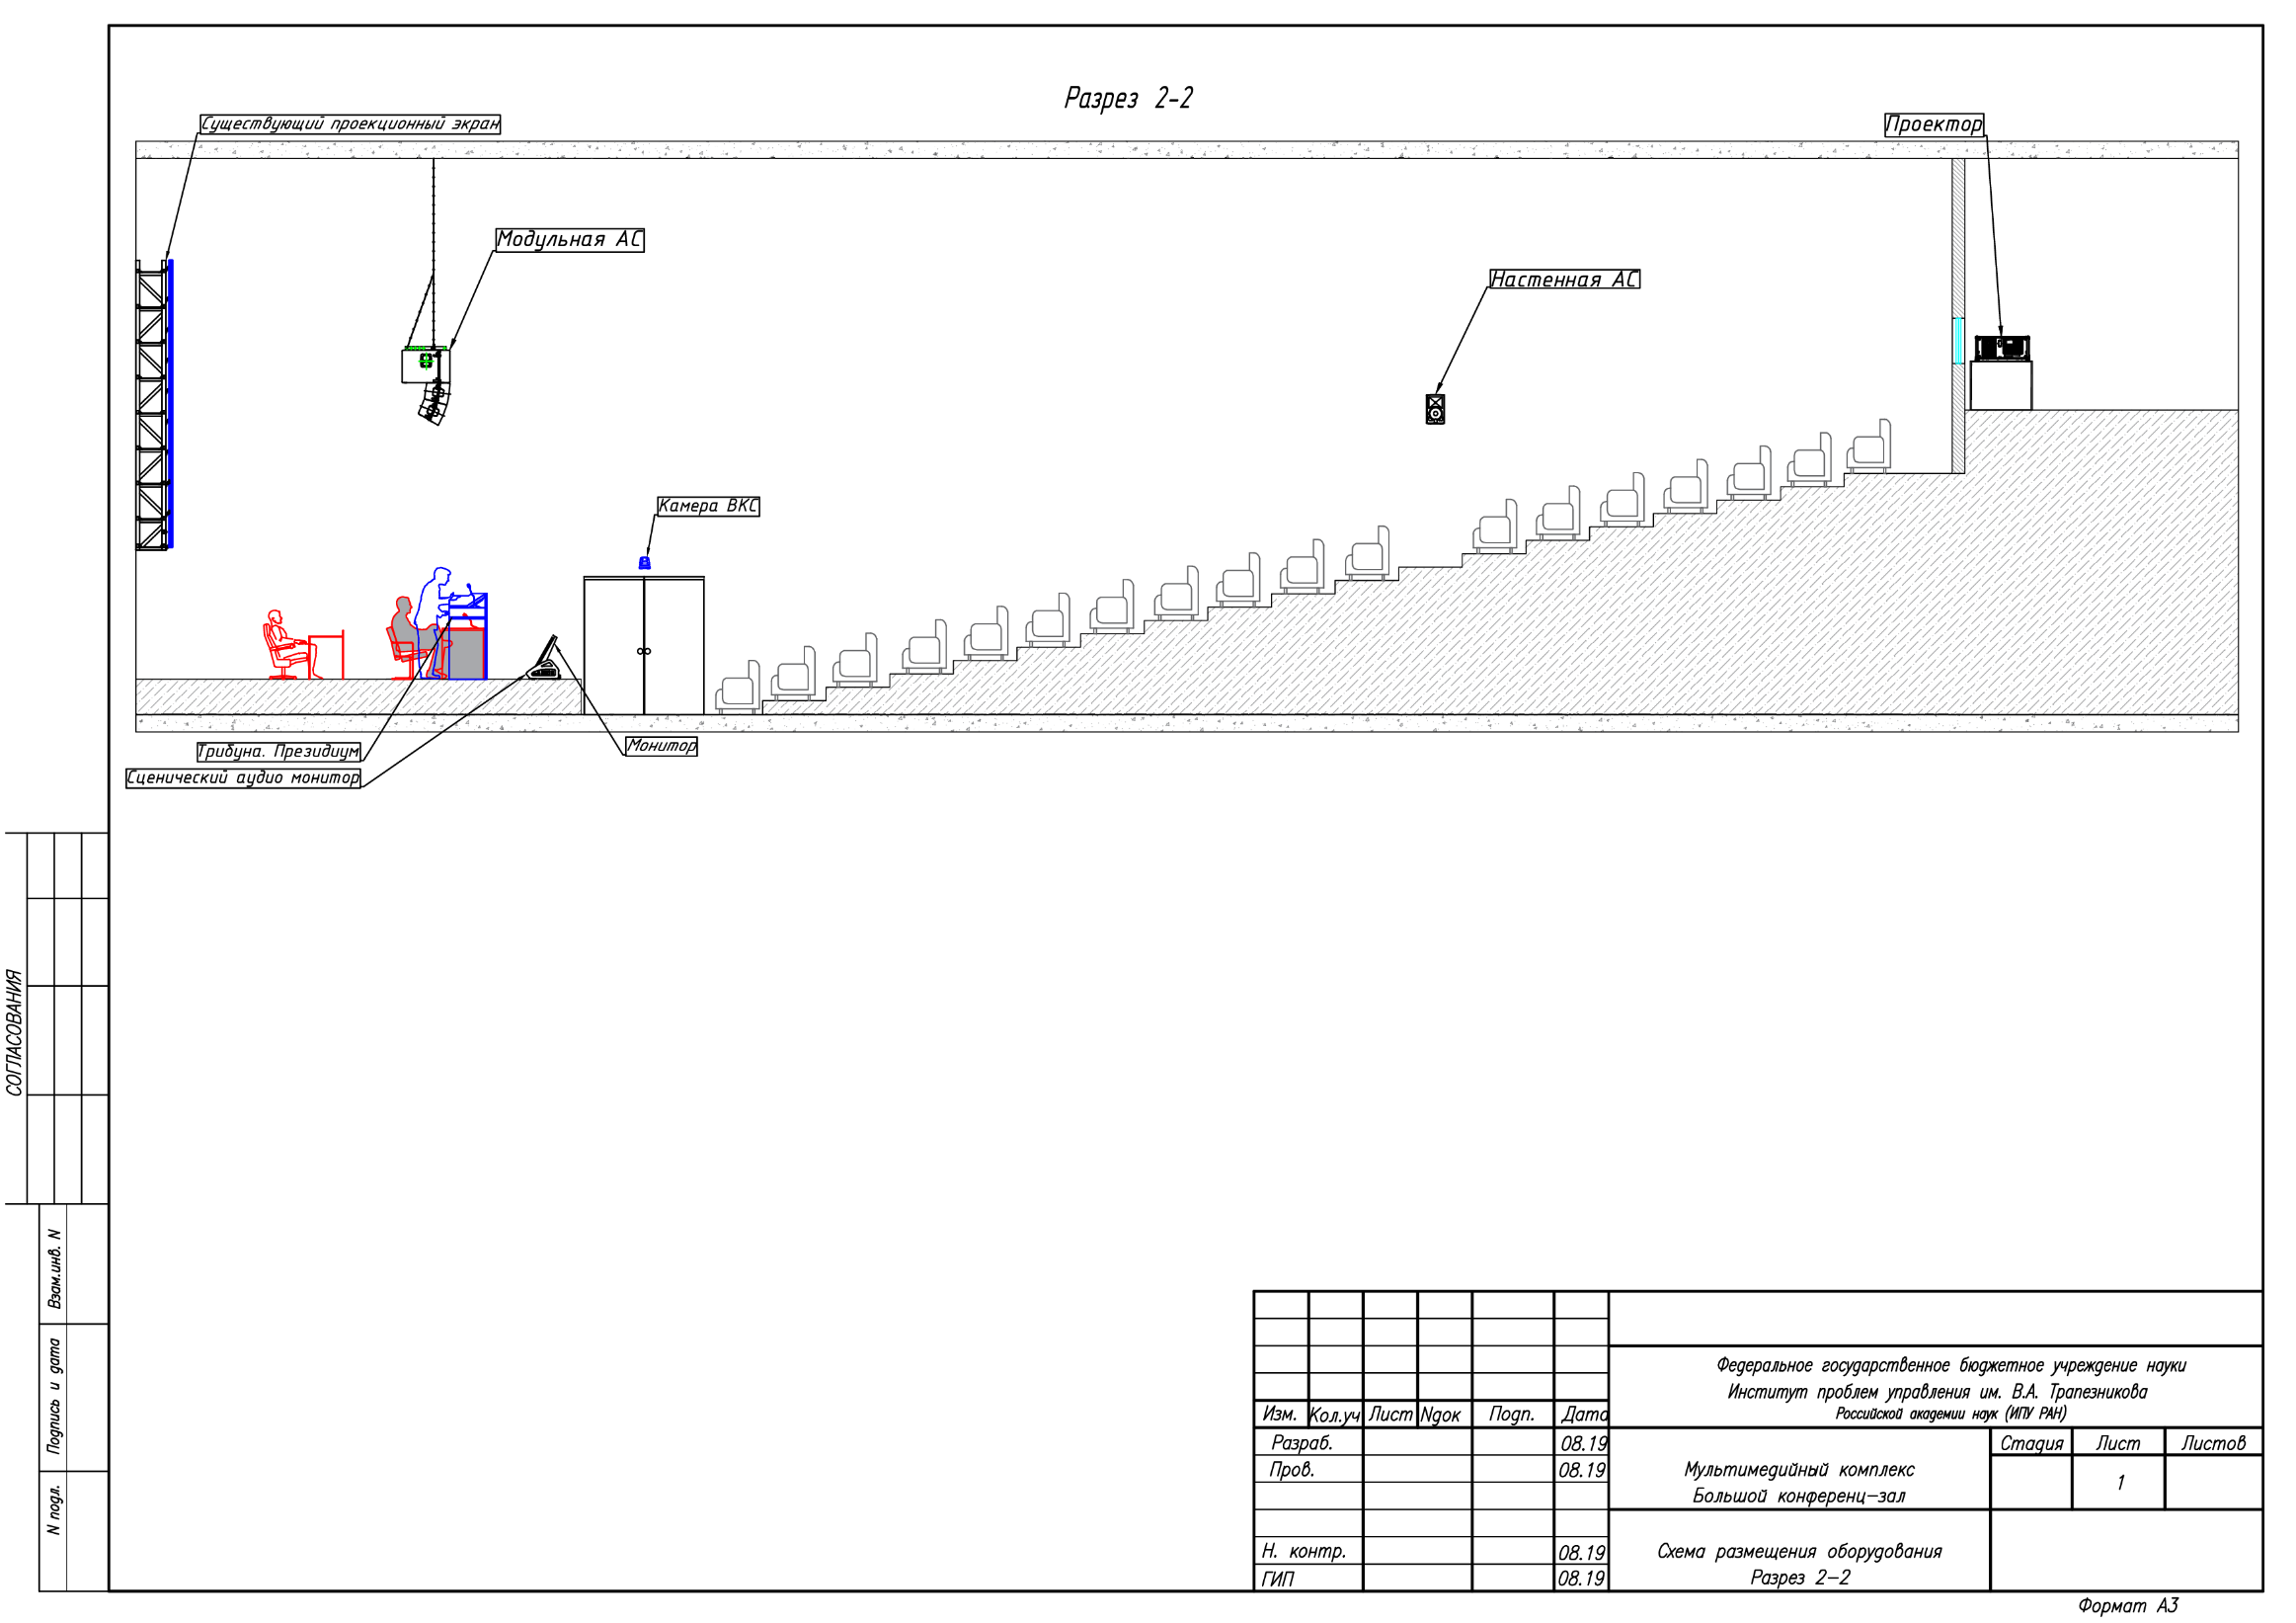 Разрез 2-2
Существующий проекционный экран
Проектор
Модульная АС
Настенная АС
Камера ВКС
Трибуна. Президиум
Монитор
Сценический аудио монитор
СОГЛАСОВАНИЯ
Взам.инв. N
Подпись и дата
N подл.
Федеральное государственное бюджетное учреждение науки
Институт проблем управления им. В.А. Трапезникова
Российской академии наук (ИПУ РАН)
Изм. Кол.уч Лист Nдок Подп. Дата
Разраб. 08.19
Пров. 08.19
Н. контр. 08.19
ГИП 08.19
Мультимедийный комплекс
Большой конференц-зал
Стадия Лист Листов
1
Схема размещения оборудования
Разрез 2-2
Формат А3